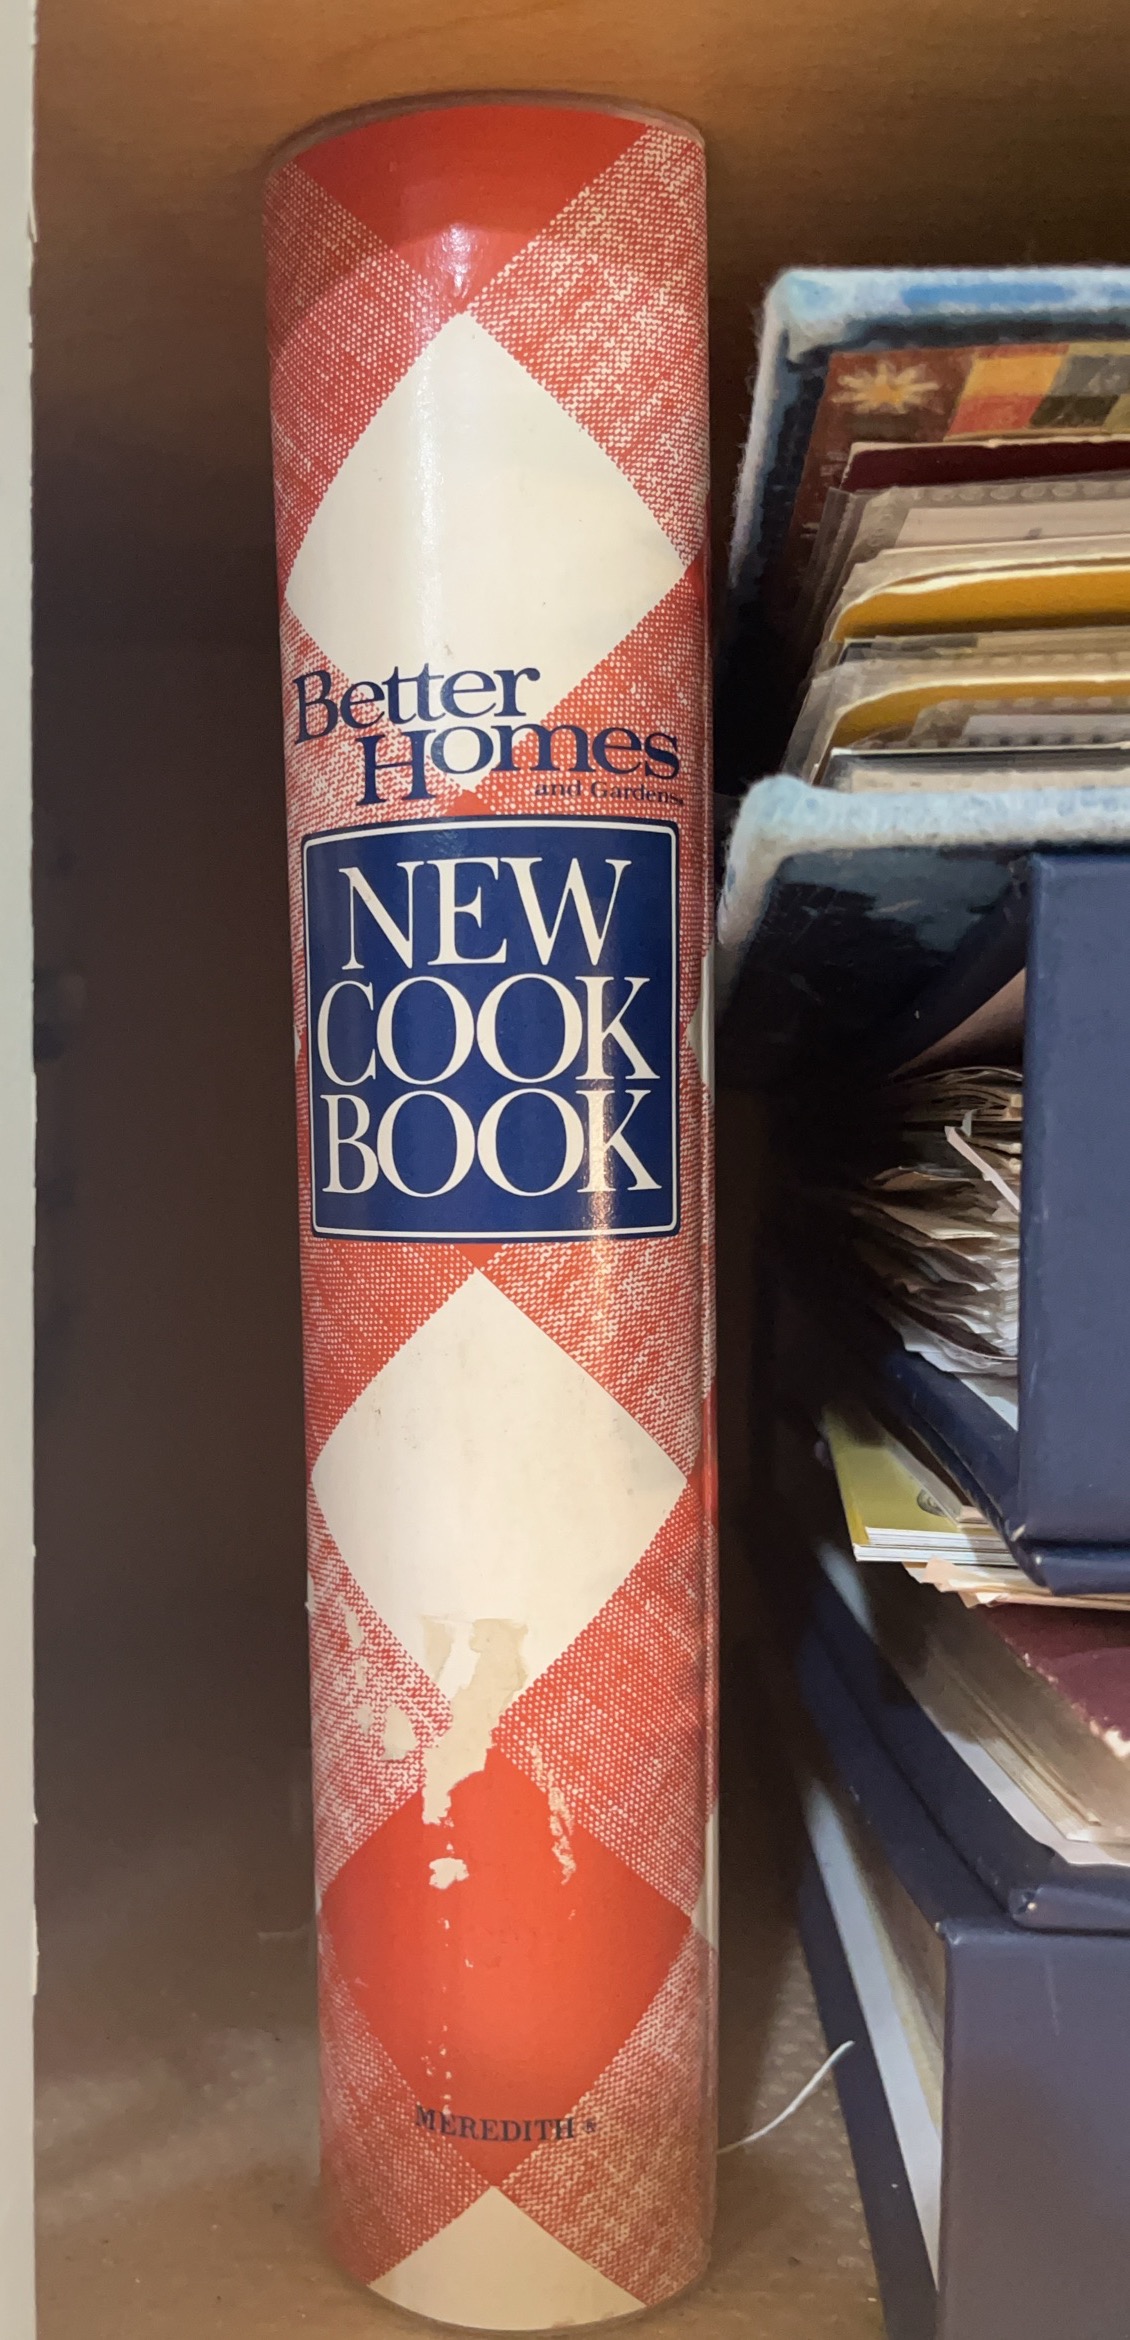 Better
Homes
and Gardens®
NEW
COOK
BOOK
MEREDITH®